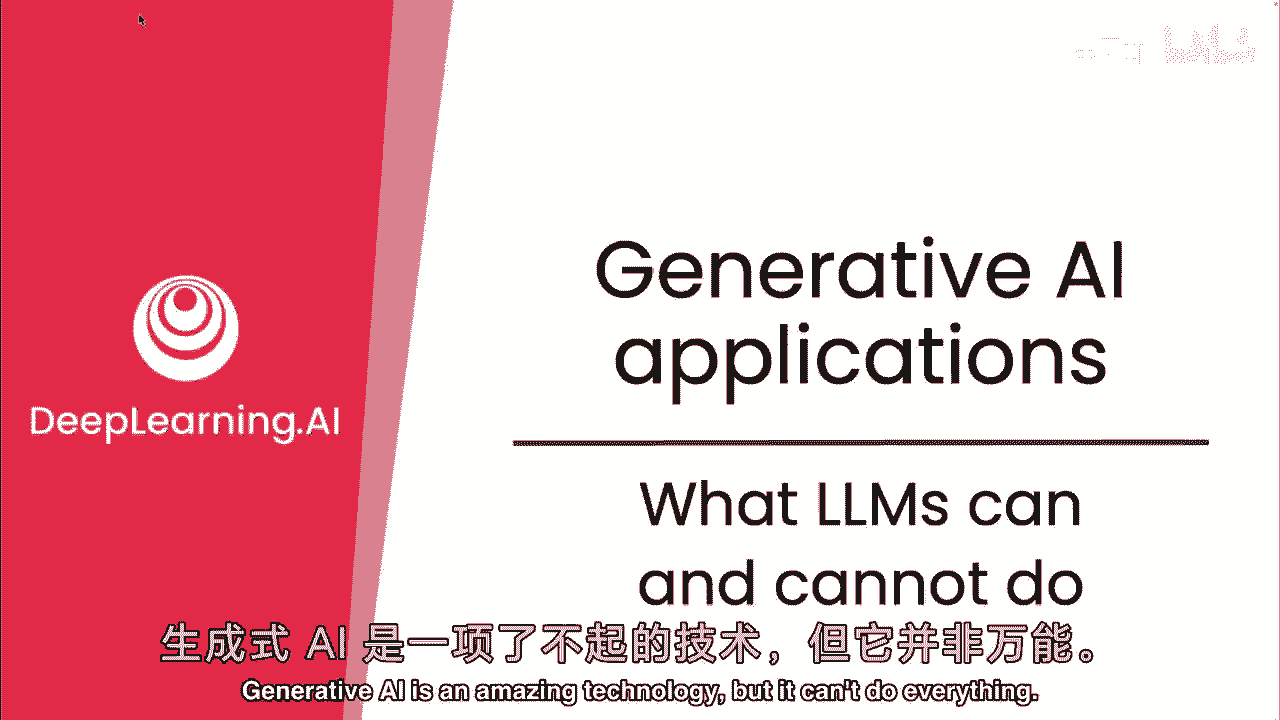 Generative AI
applications
DeepLearning.AI
What LLMs can
and cannot do
生成式 AI 是一项了不起的技术，但它并非万能。
Generative AI is an amazing technology, but it can't do everything.